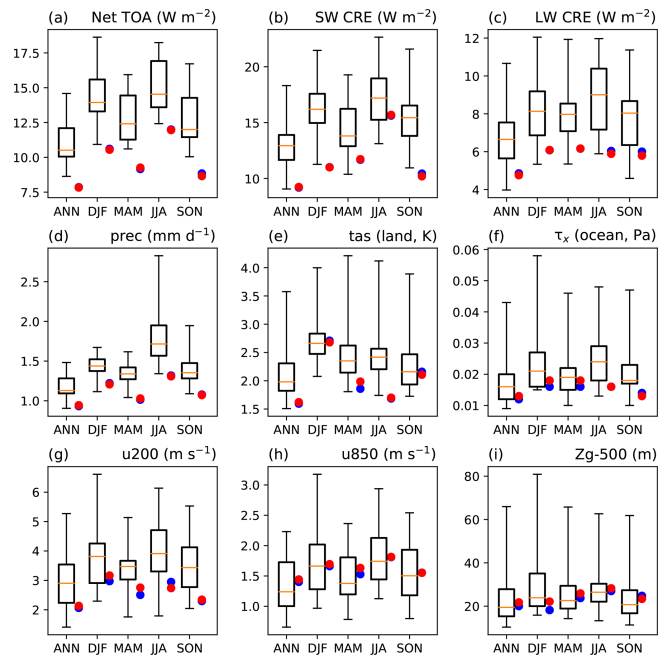 (a) Net TOA (W m⁻²)
17.5
15.0
12.5
10.0
7.5
ANN DJF MAM JJA SON
(b) SW CRE (W m⁻²)
20
15
10
ANN DJF MAM JJA SON
(c) LW CRE (W m⁻²)
12
10
8
6
4
ANN DJF MAM JJA SON
(d) prec (mm d⁻¹)
2.5
2.0
1.5
1.0
ANN DJF MAM JJA SON
(e) tas (land, K)
4.0
3.5
3.0
2.5
2.0
1.5
ANN DJF MAM JJA SON
(f) τₓ (ocean, Pa)
0.06
0.05
0.04
0.03
0.02
0.01
ANN DJF MAM JJA SON
(g) u200 (m s⁻¹)
6
5
4
3
2
1
ANN DJF MAM JJA SON
(h) u850 (m s⁻¹)
3.0
2.5
2.0
1.5
1.0
ANN DJF MAM JJA SON
(i) Zg-500 (m)
80
60
40
20
ANN DJF MAM JJA SON